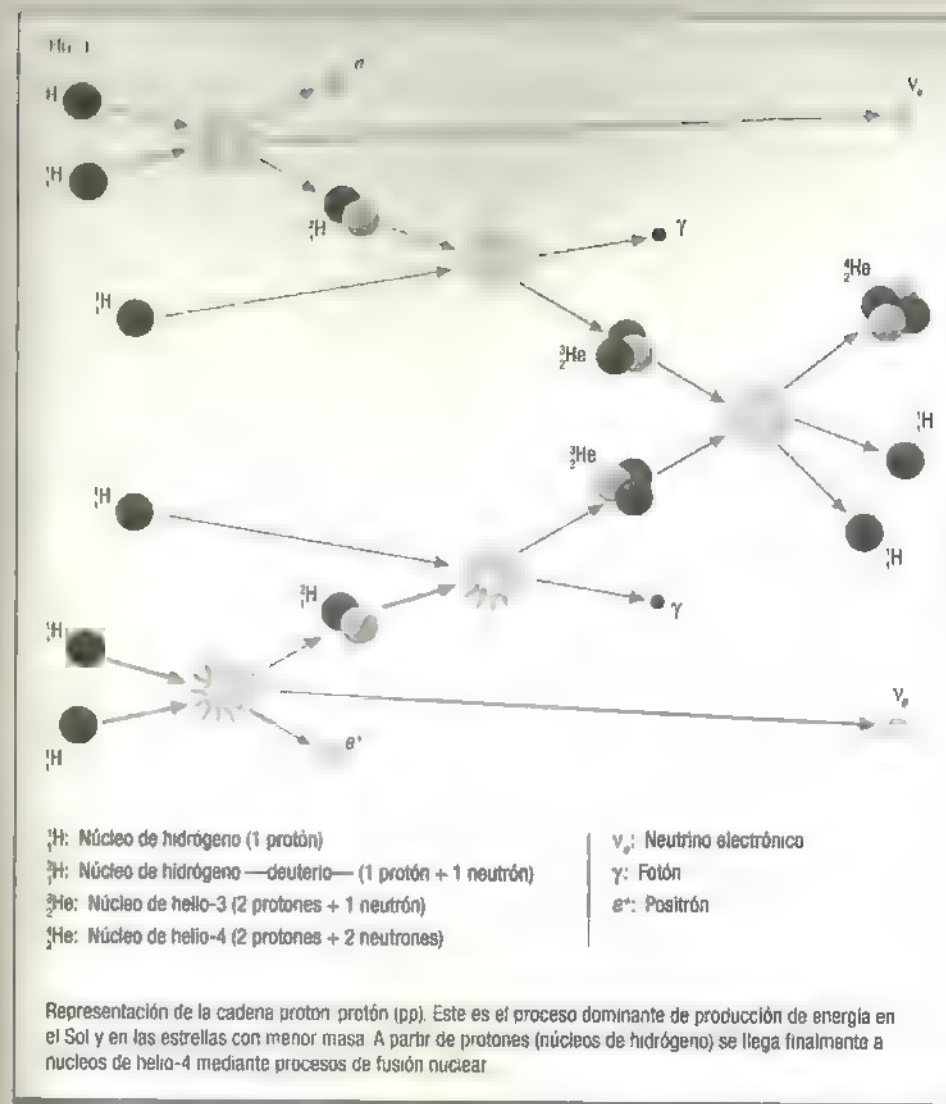 H
e
νₑ
¹₁H
²₁H
γ
¹₁H
⁴₂He
³₂He
¹₁H
³₂He
¹₁H
¹₁H
²₁H
γ
¹₁H
νₑ
e⁺
¹₁H
¹₁H: Núcleo de hidrógeno (1 protón)
²₁H: Núcleo de hidrógeno —deuterio— (1 protón + 1 neutrón)
³₂He: Núcleo de helio-3 (2 protones + 1 neutrón)
⁴₂He: Núcleo de helio-4 (2 protones + 2 neutrones)
νₑ: Neutrino electrónico
γ: Fotón
e⁺: Positrón
Representación de la cadena proton protón (pp). Este es el proceso dominante de producción de energía en
el Sol y en las estrellas con menor masa A partir de protones (núcleos de hidrógeno) se llega finalmente a
nucleos de helio-4 mediante procesos de fusión nuclear